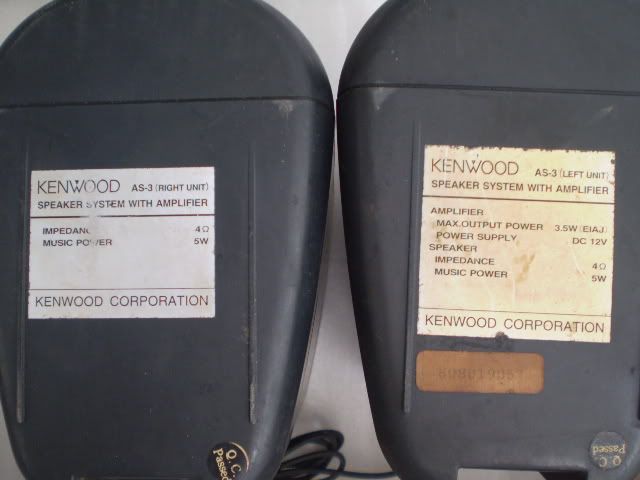 KENWOOD AS-3 (RIGHT UNIT)
SPEAKER SYSTEM WITH AMPLIFIER
IMPEDANC 4Ω
MUSIC POWER 5W
KENWOOD CORPORATION
Q.C.
Passed
KENWOOD AS-3 (LEFT UNIT)
SPEAKER SYSTEM WITH AMPLIFIER
AMPLIFIER
MAX.OUTPUT POWER 3.5W (EIAJ)
POWER SUPPLY DC 12V
SPEAKER
IMPEDANCE 4Ω
MUSIC POWER 5W
KENWOOD CORPORATION
Q.C.
Passed